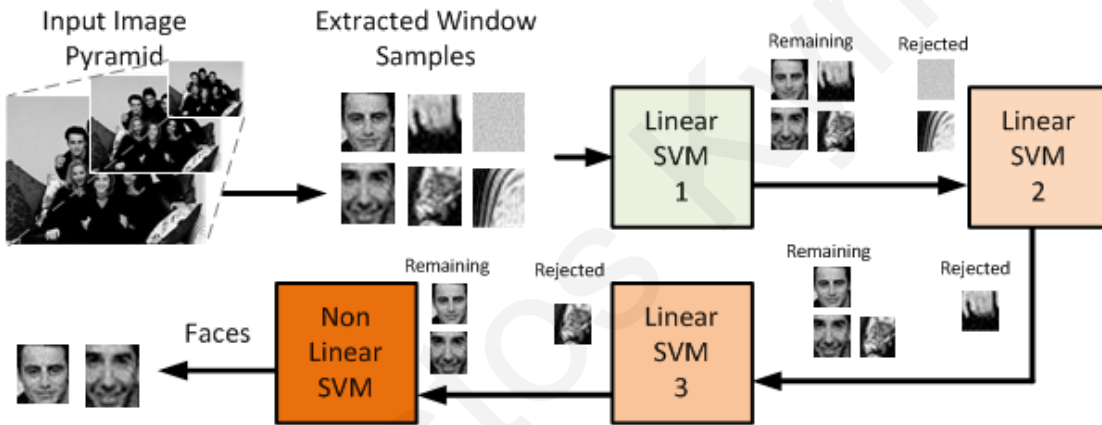 Input Image
Pyramid
Extracted Window
Samples
Linear
SVM
1
Remaining
Rejected
Linear
SVM
2
Remaining
Rejected
Linear
SVM
3
Remaining
Rejected
Non
Linear
SVM
Faces